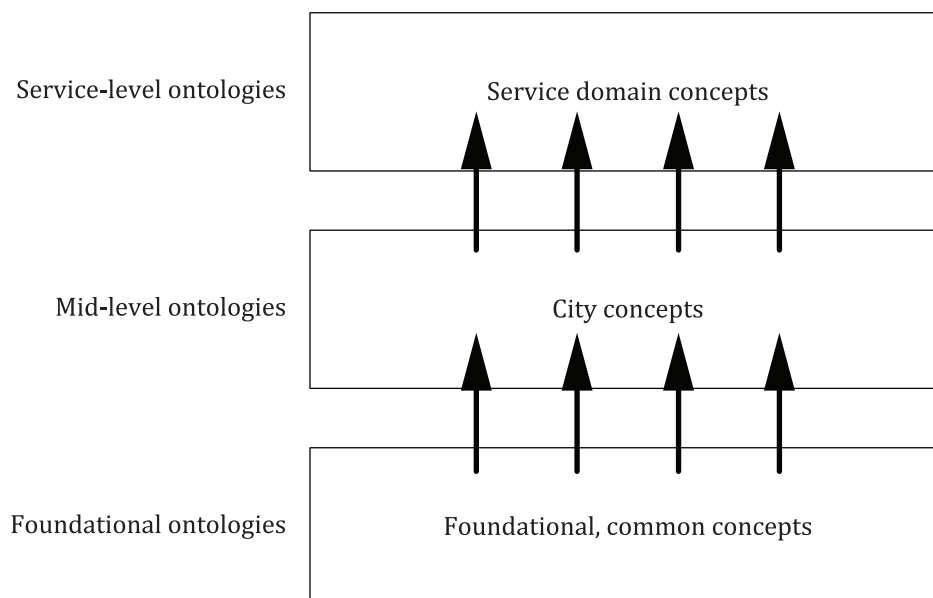 Service-level ontologies
Service domain concepts
Mid-level ontologies
City concepts
Foundational ontologies
Foundational, common concepts